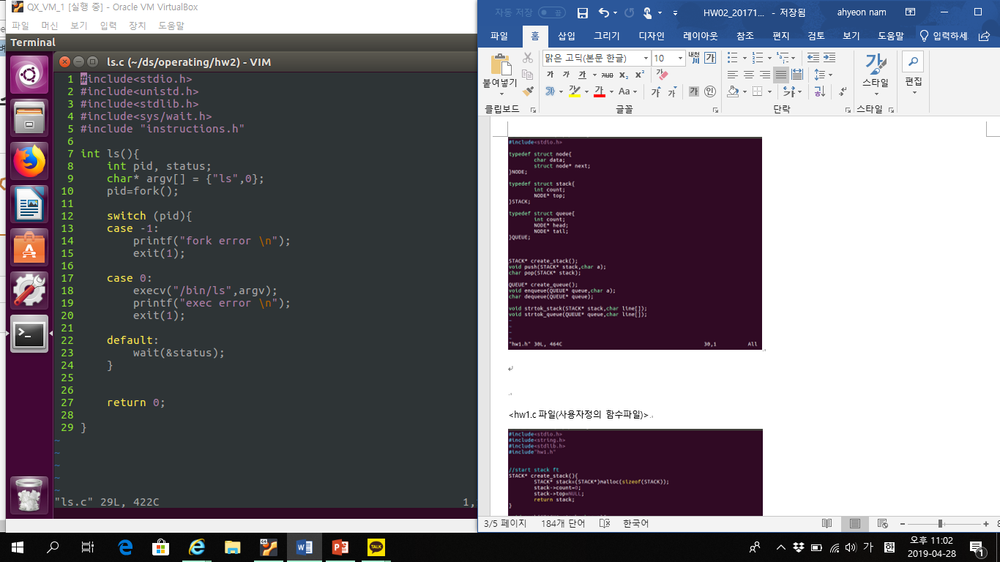 QX_VM_1 [실행 중] - Oracle VM VirtualBox
파일 머신 보기 입력 장치 도움말
Terminal
ls.c (~/ds/operating/hw2) - VIM
1 #include<stdio.h>
2 #include<unistd.h>
3 #include<stdlib.h>
4 #include<sys/wait.h>
5 #include "instructions.h"
6
7 int ls(){
8     int pid, status;
9     char* argv[] = {"ls",0};
10     pid=fork();
11
12     switch (pid){
13     case -1:
14         printf("fork error \n");
15         exit(1);
16
17     case 0:
18         execv("/bin/ls",argv);
19         printf("exec error \n");
20         exit(1);
21
22     default:
23         wait(&status);
24     }
25
26
27     return 0;
28
29 }
~
~
~
~
~
"ls.c" 29L, 422C 1,
자동 저장 HW02_20171... - 저장됨 ahyeon nam
파일 홈 삽입 그리기 디자인 레이아웃 참조 편지 검토 보기 도움말 입력하세
붙여넣기
클립보드
맑은 고딕(본문 한글) 10
가 가 가 abc x₂ x²
가 가 가 Aa 가 가 가
글꼴
단락
스타일
스타일
편집
#include<stdio.h>
typedef struct node{
char data;
struct node* next;
}NODE;
typedef struct stack{
int count;
NODE* top;
}STACK;
typedef struct queue{
int count;
NODE* head;
NODE* tail;
}QUEUE;
STACK* create_stack();
void push(STACK* stack,char a);
char pop(STACK* stack);
QUEUE* create_queue();
void enqueue(QUEUE* queue,char a);
char dequeue(QUEUE* queue);
void strtok_stack(STACK* stack,char line[]);
void strtok_queue(QUEUE* queue,char line[]);
~
~
~
"hw1.h" 30L, 464C 30,1 All
<hw1.c 파일(사용자정의 함수파일)>
#include<stdio.h>
#include<string.h>
#include<stdlib.h>
#include"hw1.h"
//start stack ft
STACK* create_stack(){
STACK* stack=(STACK*)malloc(sizeof(STACK));
stack->count=0;
stack->top=NULL;
return stack;
}
3/5 페이지 184개 단어 한국어
TALK
가 한
오후 11:02
2019-04-28
1